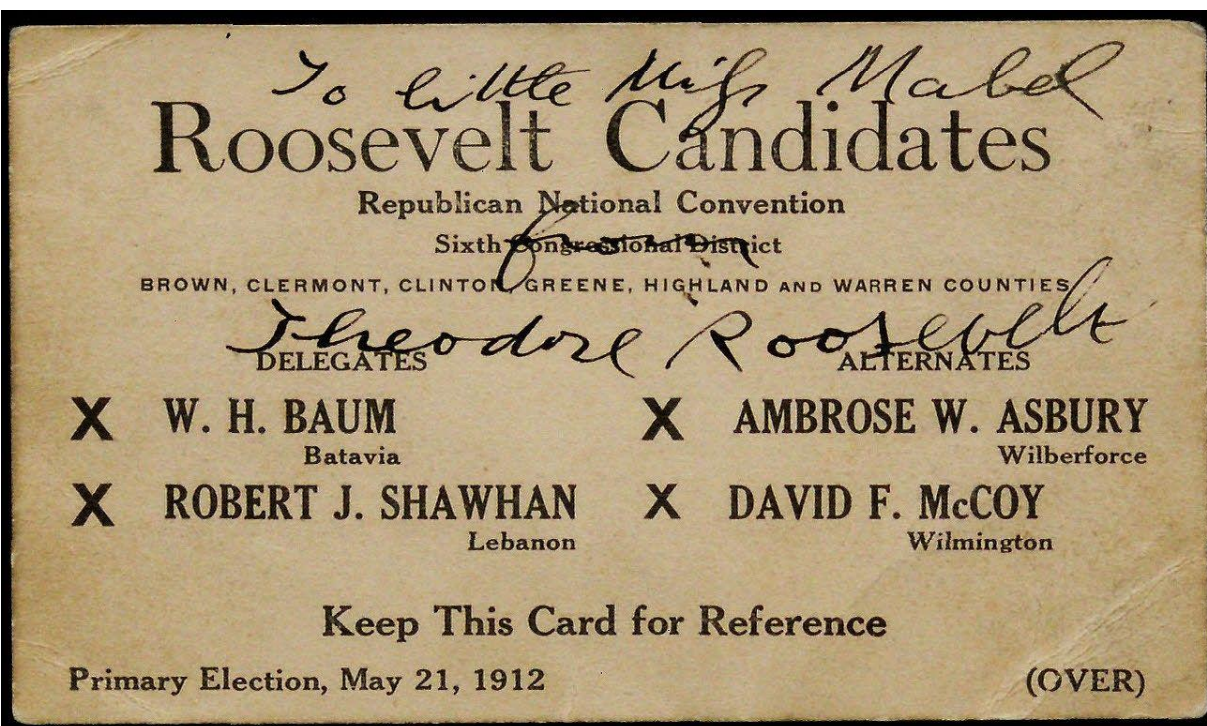 To little Miss Mabel
Roosevelt Candidates
Republican National Convention
from
Sixth Congressional District
BROWN, CLERMONT, CLINTON, GREENE, HIGHLAND AND WARREN COUNTIES
Theodore Roosevelt
DELEGATES ALTERNATES
X W. H. BAUM X AMBROSE W. ASBURY
Batavia Wilberforce
X ROBERT J. SHAWHAN X DAVID F. McCOY
Lebanon Wilmington
Keep This Card for Reference
Primary Election, May 21, 1912 (OVER)